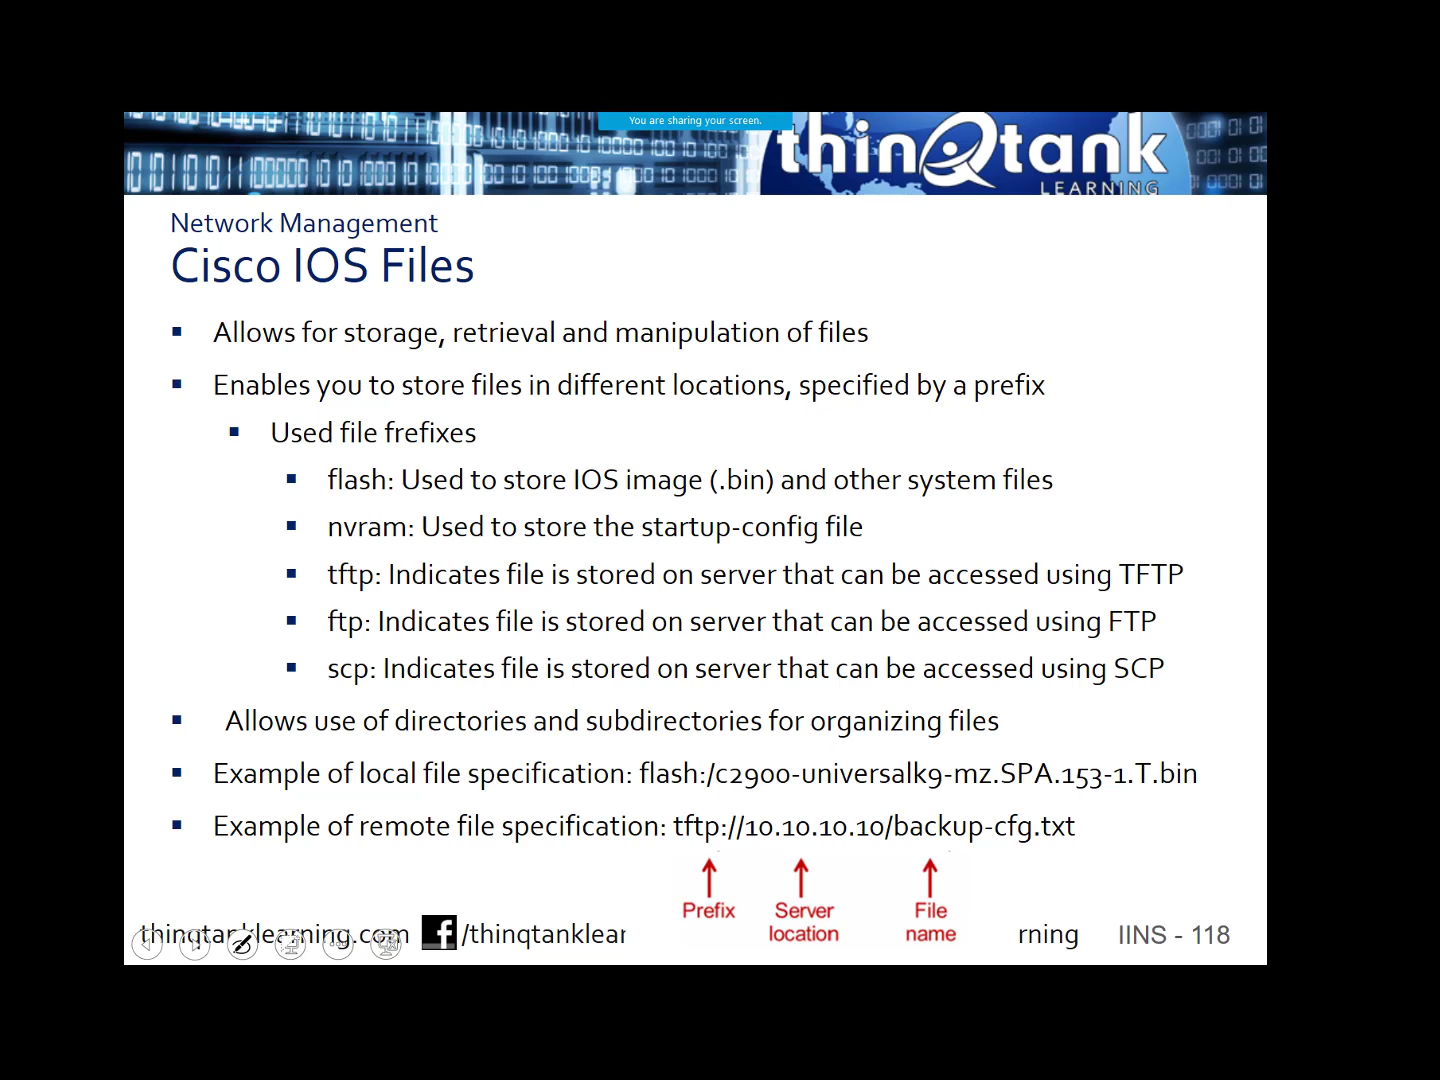 You are sharing your screen.
thinQtank
LEARNING
Network Management
Cisco IOS Files
Allows for storage, retrieval and manipulation of files
Enables you to store files in different locations, specified by a prefix
Used file frefixes
flash: Used to store IOS image (.bin) and other system files
nvram: Used to store the startup-config file
tftp: Indicates file is stored on server that can be accessed using TFTP
ftp: Indicates file is stored on server that can be accessed using FTP
scp: Indicates file is stored on server that can be accessed using SCP
Allows use of directories and subdirectories for organizing files
Example of local file specification: flash:/c2900-universalk9-mz.SPA.153-1.T.bin
Example of remote file specification: tftp://10.10.10.10/backup-cfg.txt
Prefix
Server
location
File
name
thinqtanklearning.com f /thinqtanklear rning IINS - 118